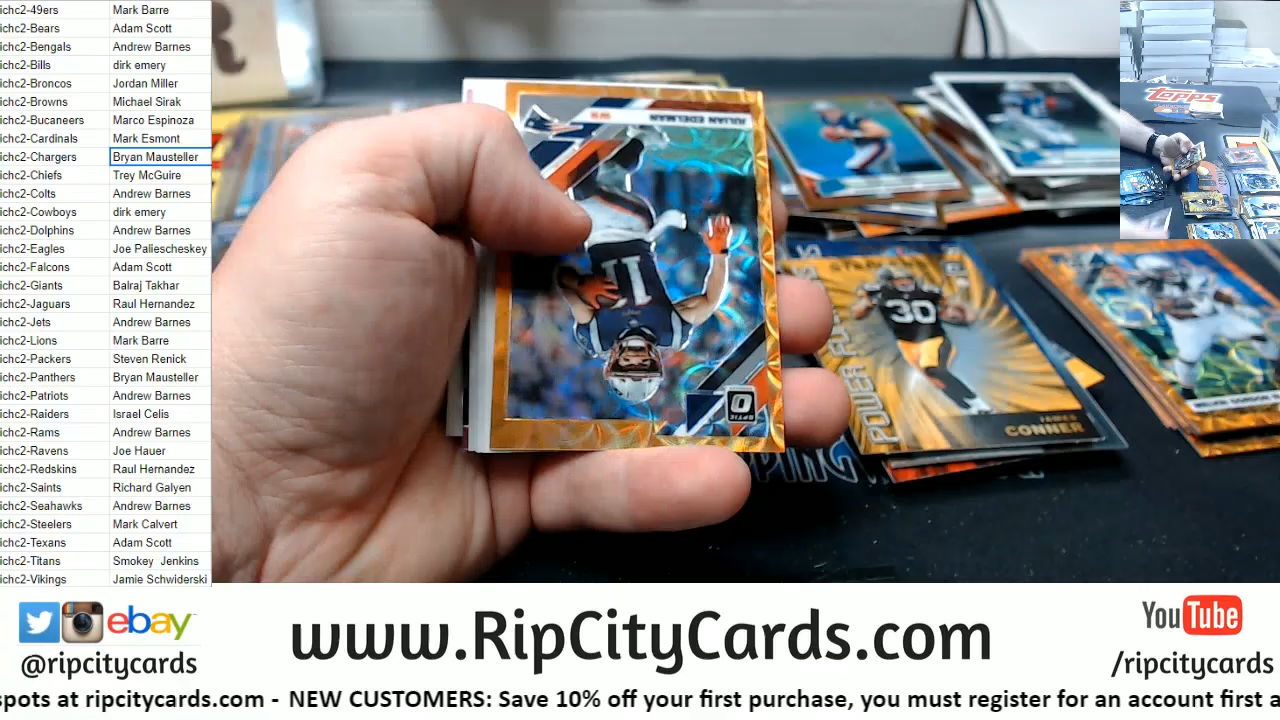 ichc2-49ers Mark Barre
ichc2-Bears Adam Scott
ichc2-Bengals Andrew Barnes
ichc2-Bills dirk emery
ichc2-Broncos Jordan Miller
ichc2-Browns Michael Sirak
ichc2-Bucaneers Marco Espinoza
ichc2-Cardinals Mark Esmont
ichc2-Chargers Bryan Mausteller
ichc2-Chiefs Trey McGuire
ichc2-Colts Andrew Barnes
ichc2-Cowboys dirk emery
ichc2-Dolphins Andrew Barnes
ichc2-Eagles Joe Paliescheskey
ichc2-Falcons Adam Scott
ichc2-Giants Balraj Takhar
ichc2-Jaguars Raul Hernandez
ichc2-Jets Andrew Barnes
ichc2-Lions Mark Barre
ichc2-Packers Steven Renick
ichc2-Panthers Bryan Mausteller
ichc2-Patriots Andrew Barnes
ichc2-Raiders Israel Celis
ichc2-Rams Andrew Barnes
ichc2-Ravens Joe Hauer
ichc2-Redskins Raul Hernandez
ichc2-Saints Richard Galyen
ichc2-Seahawks Andrew Barnes
ichc2-Steelers Mark Calvert
ichc2-Texans Adam Scott
ichc2-Titans Smokey Jenkins
ichc2-Vikings Jamie Schwiderski
JULIAN EDELMAN WR
11
OPTIC
30
POWER
JAMES
CONNER
TOPPS
ebay
@ripcitycards
www.RipCityCards.com
YouTube
/ripcitycards
spots at ripcitycards.com - NEW CUSTOMERS: Save 10% off your first purchase, you must register for an account first a